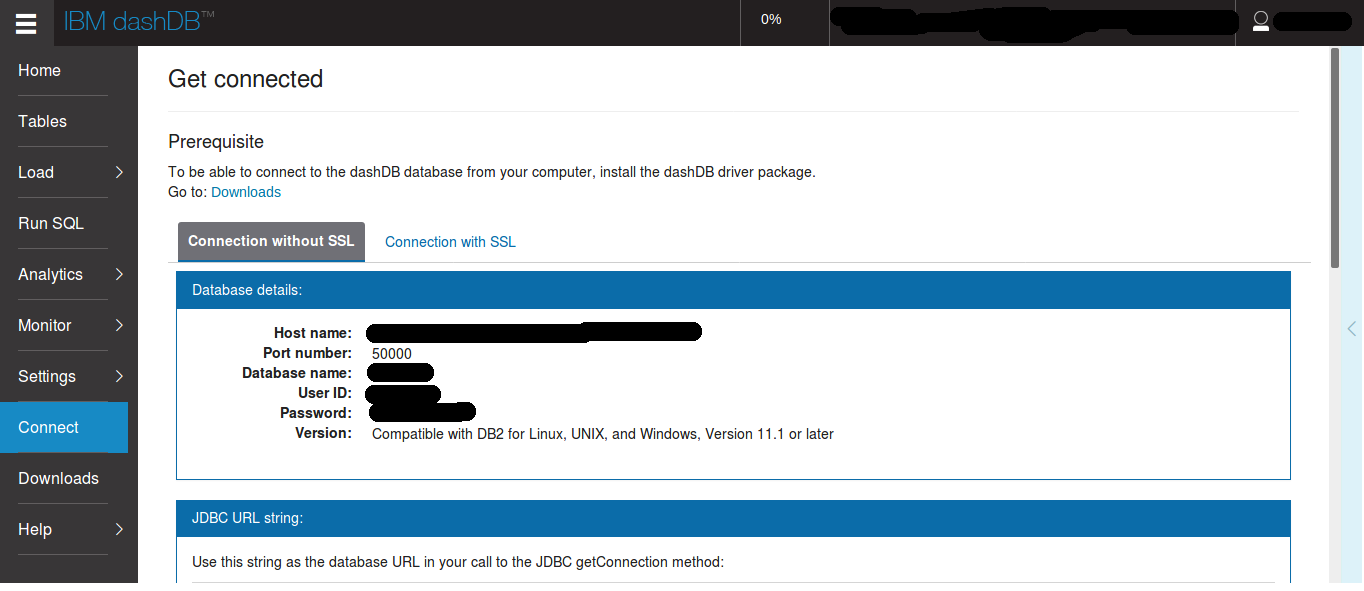 IBM dashDB™
0%
Home
Tables
Load
Run SQL
Analytics
Monitor
Settings
Connect
Downloads
Help
Get connected
Prerequisite
To be able to connect to the dashDB database from your computer, install the dashDB driver package.
Go to: Downloads
Connection without SSL
Connection with SSL
Database details:
Host name:
Port number: 50000
Database name:
User ID:
Password:
Version: Compatible with DB2 for Linux, UNIX, and Windows, Version 11.1 or later
JDBC URL string:
Use this string as the database URL in your call to the JDBC getConnection method: